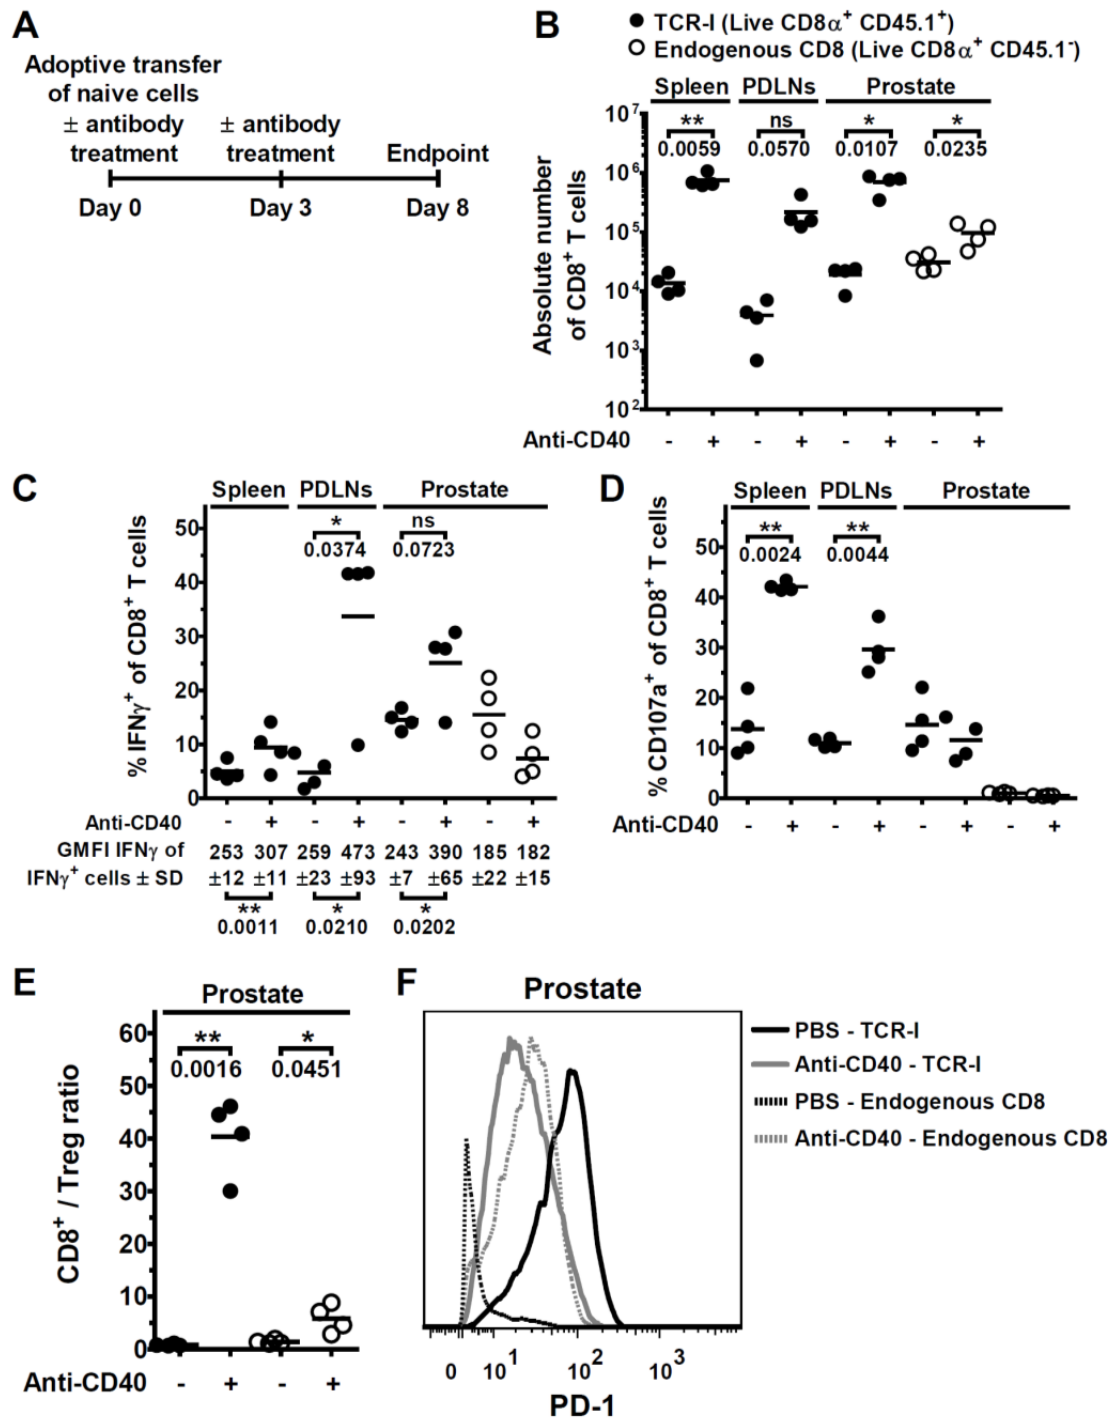 A
Adoptive transfer
of naive cells
± antibody
treatment
± antibody
treatment
Endpoint
Day 0
Day 3
Day 8
B
TCR-I (Live CD8α⁺ CD45.1⁺)
Endogenous CD8 (Live CD8α⁺ CD45.1⁻)
Spleen PDLNs Prostate
** ns * *
0.0059 0.0570 0.0107 0.0235
Absolute number
of CD8⁺ T cells
10⁷
10⁶
10⁵
10⁴
10³
10²
Anti-CD40 - + - + - + - +
C
Spleen PDLNs Prostate
* ns
0.0374 0.0723
% IFNγ⁺ of CD8⁺ T cells
50
40
30
20
10
0
Anti-CD40 - + - + - + - +
GMFI IFNγ of 253 307 259 473 243 390 185 182
IFNγ⁺ cells ± SD ±12 ±11 ±23 ±93 ±7 ±65 ±22 ±15
** * *
0.0011 0.0210 0.0202
D
Spleen PDLNs Prostate
** **
0.0024 0.0044
% CD107a⁺ of CD8⁺ T cells
50
40
30
20
10
0
Anti-CD40 - + - + - + - +
E
Prostate
** *
0.0016 0.0451
CD8⁺ / Treg ratio
60
50
40
30
20
10
0
Anti-CD40 - + - +
F
Prostate
PBS - TCR-I
Anti-CD40 - TCR-I
PBS - Endogenous CD8
Anti-CD40 - Endogenous CD8
0 10¹ 10² 10³
PD-1